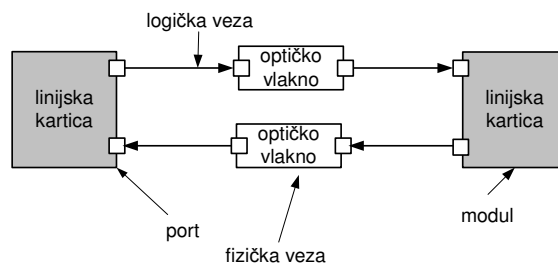 logička veza
linijska
kartica
optičko
vlakno
linijska
kartica
optičko
vlakno
port
fizička veza
modul